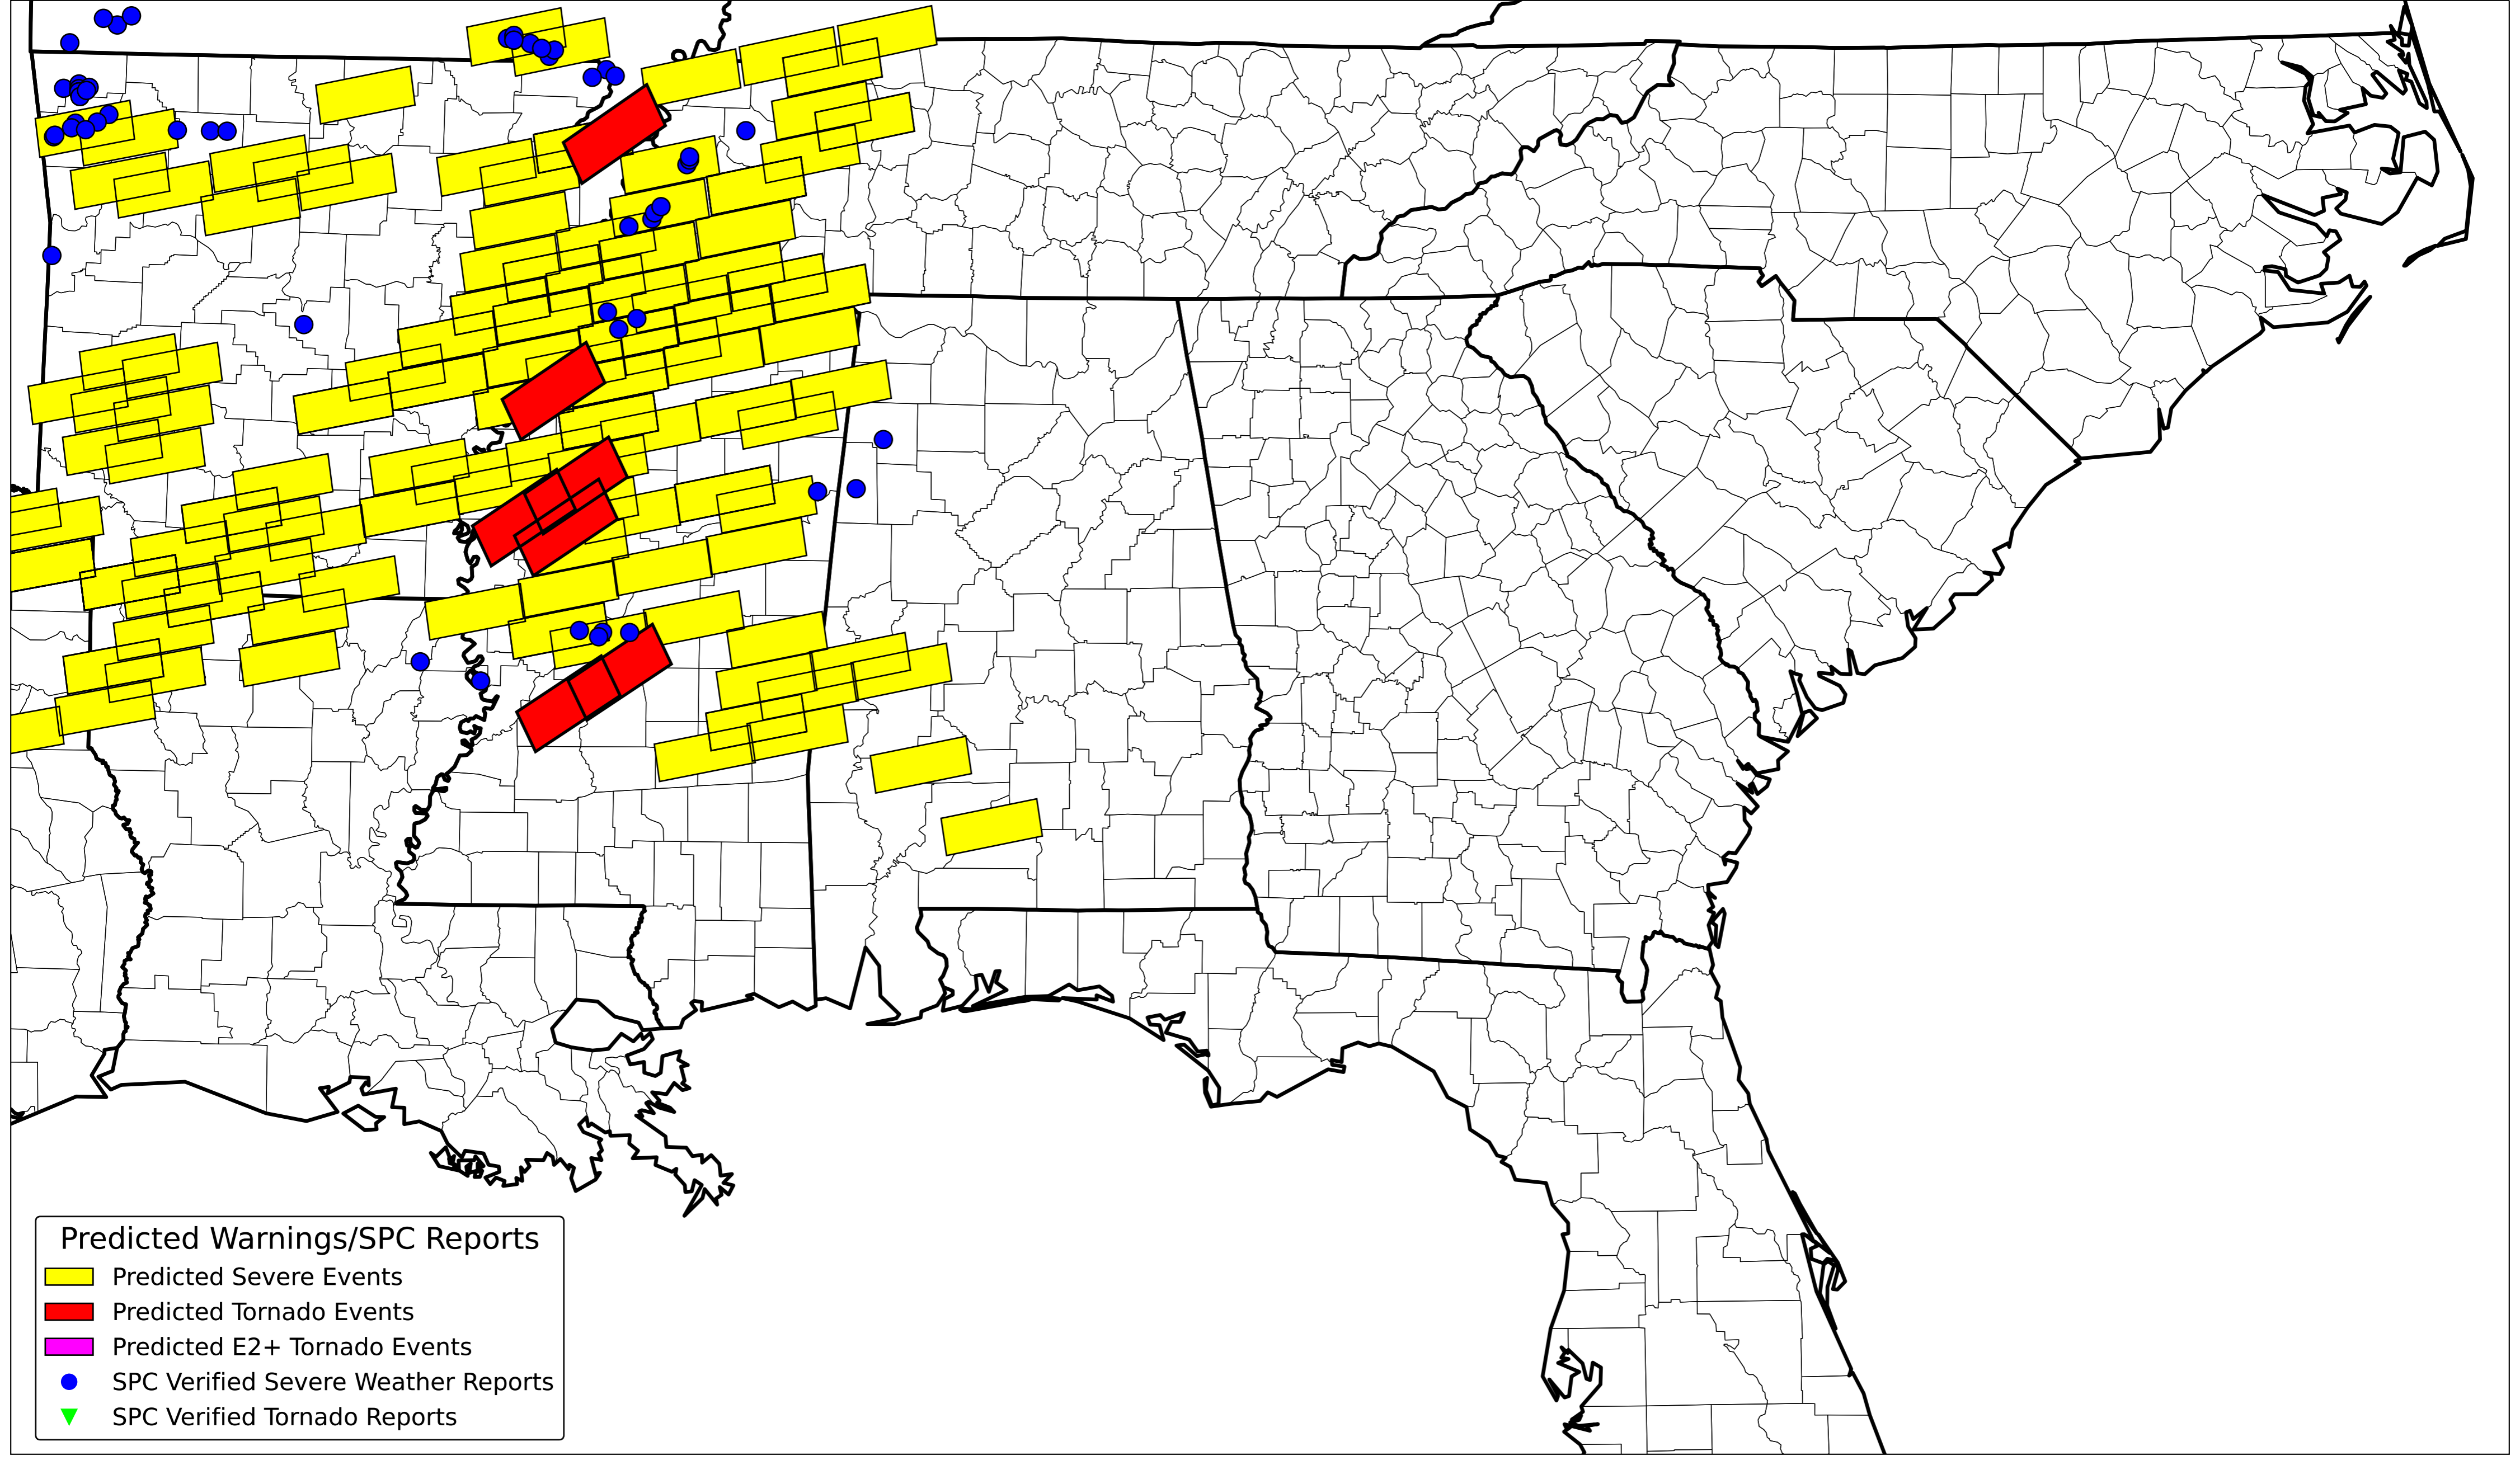 Predicted Warnings/SPC Reports
Predicted Severe Events
Predicted Tornado Events
Predicted E2+ Tornado Events
SPC Verified Severe Weather Reports
SPC Verified Tornado Reports